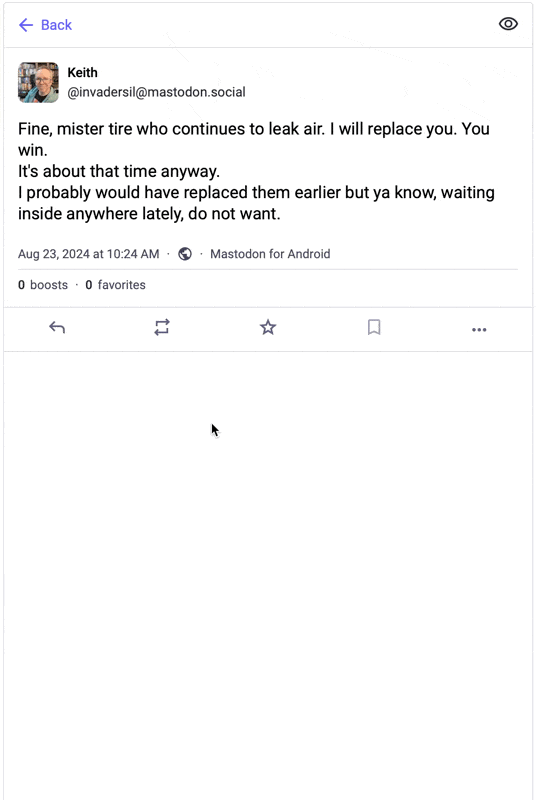 Back
Keith
@invadersil@mastodon.social
Fine, mister tire who continues to leak air. I will replace you. You
win.
It's about that time anyway.
I probably would have replaced them earlier but ya know, waiting
inside anywhere lately, do not want.
Aug 23, 2024 at 10:24 AM · · Mastodon for Android
0 boosts · 0 favorites